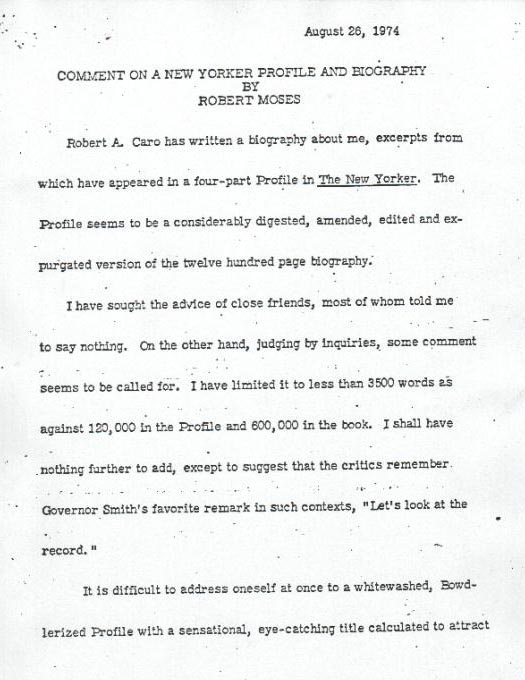 August 26, 1974
COMMENT ON A NEW YORKER PROFILE AND BIOGRAPHY
BY
ROBERT MOSES
Robert A. Caro has written a biography about me, excerpts from
which have appeared in a four-part Profile in The New Yorker. The
Profile seems to be a considerably digested, amended, edited and ex-
purgated version of the twelve hundred page biography.
I have sought the advice of close friends, most of whom told me
to say nothing. On the other hand, judging by inquiries, some comment
seems to be called for. I have limited it to less than 3500 words as
against 120,000 in the Profile and 600,000 in the book. I shall have
nothing further to add, except to suggest that the critics remember
Governor Smith's favorite remark in such contexts, "Let's look at the
record."
It is difficult to address oneself at once to a whitewashed, Bowd-
lerized Profile with a sensational, eye-catching title calculated to attract